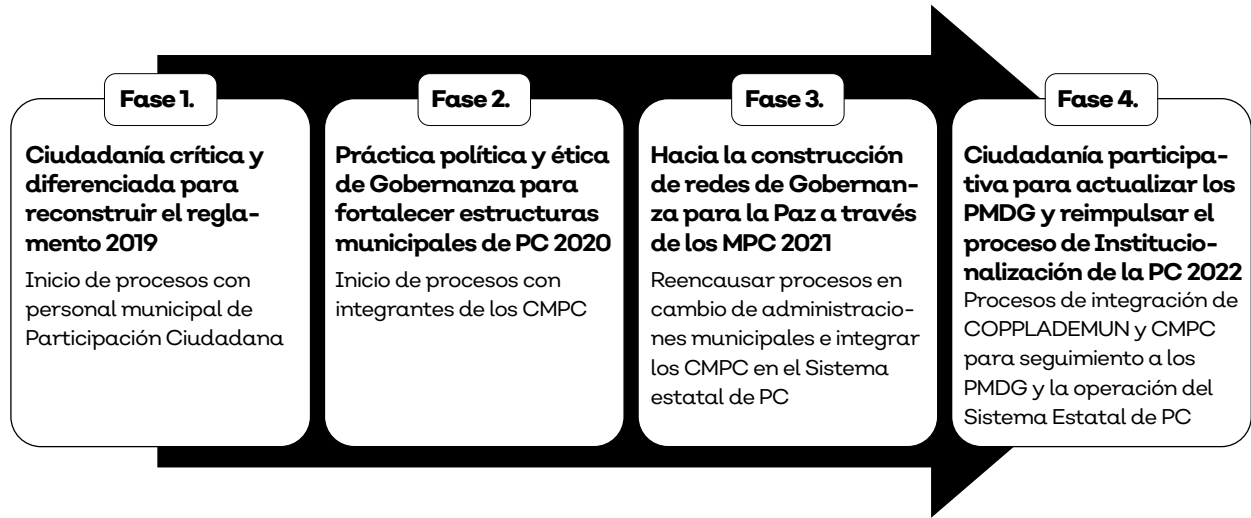 Fase 1.
Ciudadanía crítica y
diferenciada para
reconstruir el regla-
mento 2019
Inicio de procesos con
personal municipal de
Participación Ciudadana
Fase 2.
Práctica política y ética
de Gobernanza para
fortalecer estructuras
municipales de PC 2020
Inicio de procesos con
integrantes de los CMPC
Fase 3.
Hacia la construcción
de redes de Gobernan-
za para la Paz a través
de los MPC 2021
Reencausar procesos en
cambio de administracio-
nes municipales e integrar
los CMPC en el Sistema
estatal de PC
Fase 4.
Ciudadanía participa-
tiva para actualizar los
PMDG y reimpulsar el
proceso de Institucio-
nalización de la PC 2022
Procesos de integración de
COPPLADEMUN y CMPC
para seguimiento a los
PMDG y la operación del
Sistema Estatal de PC